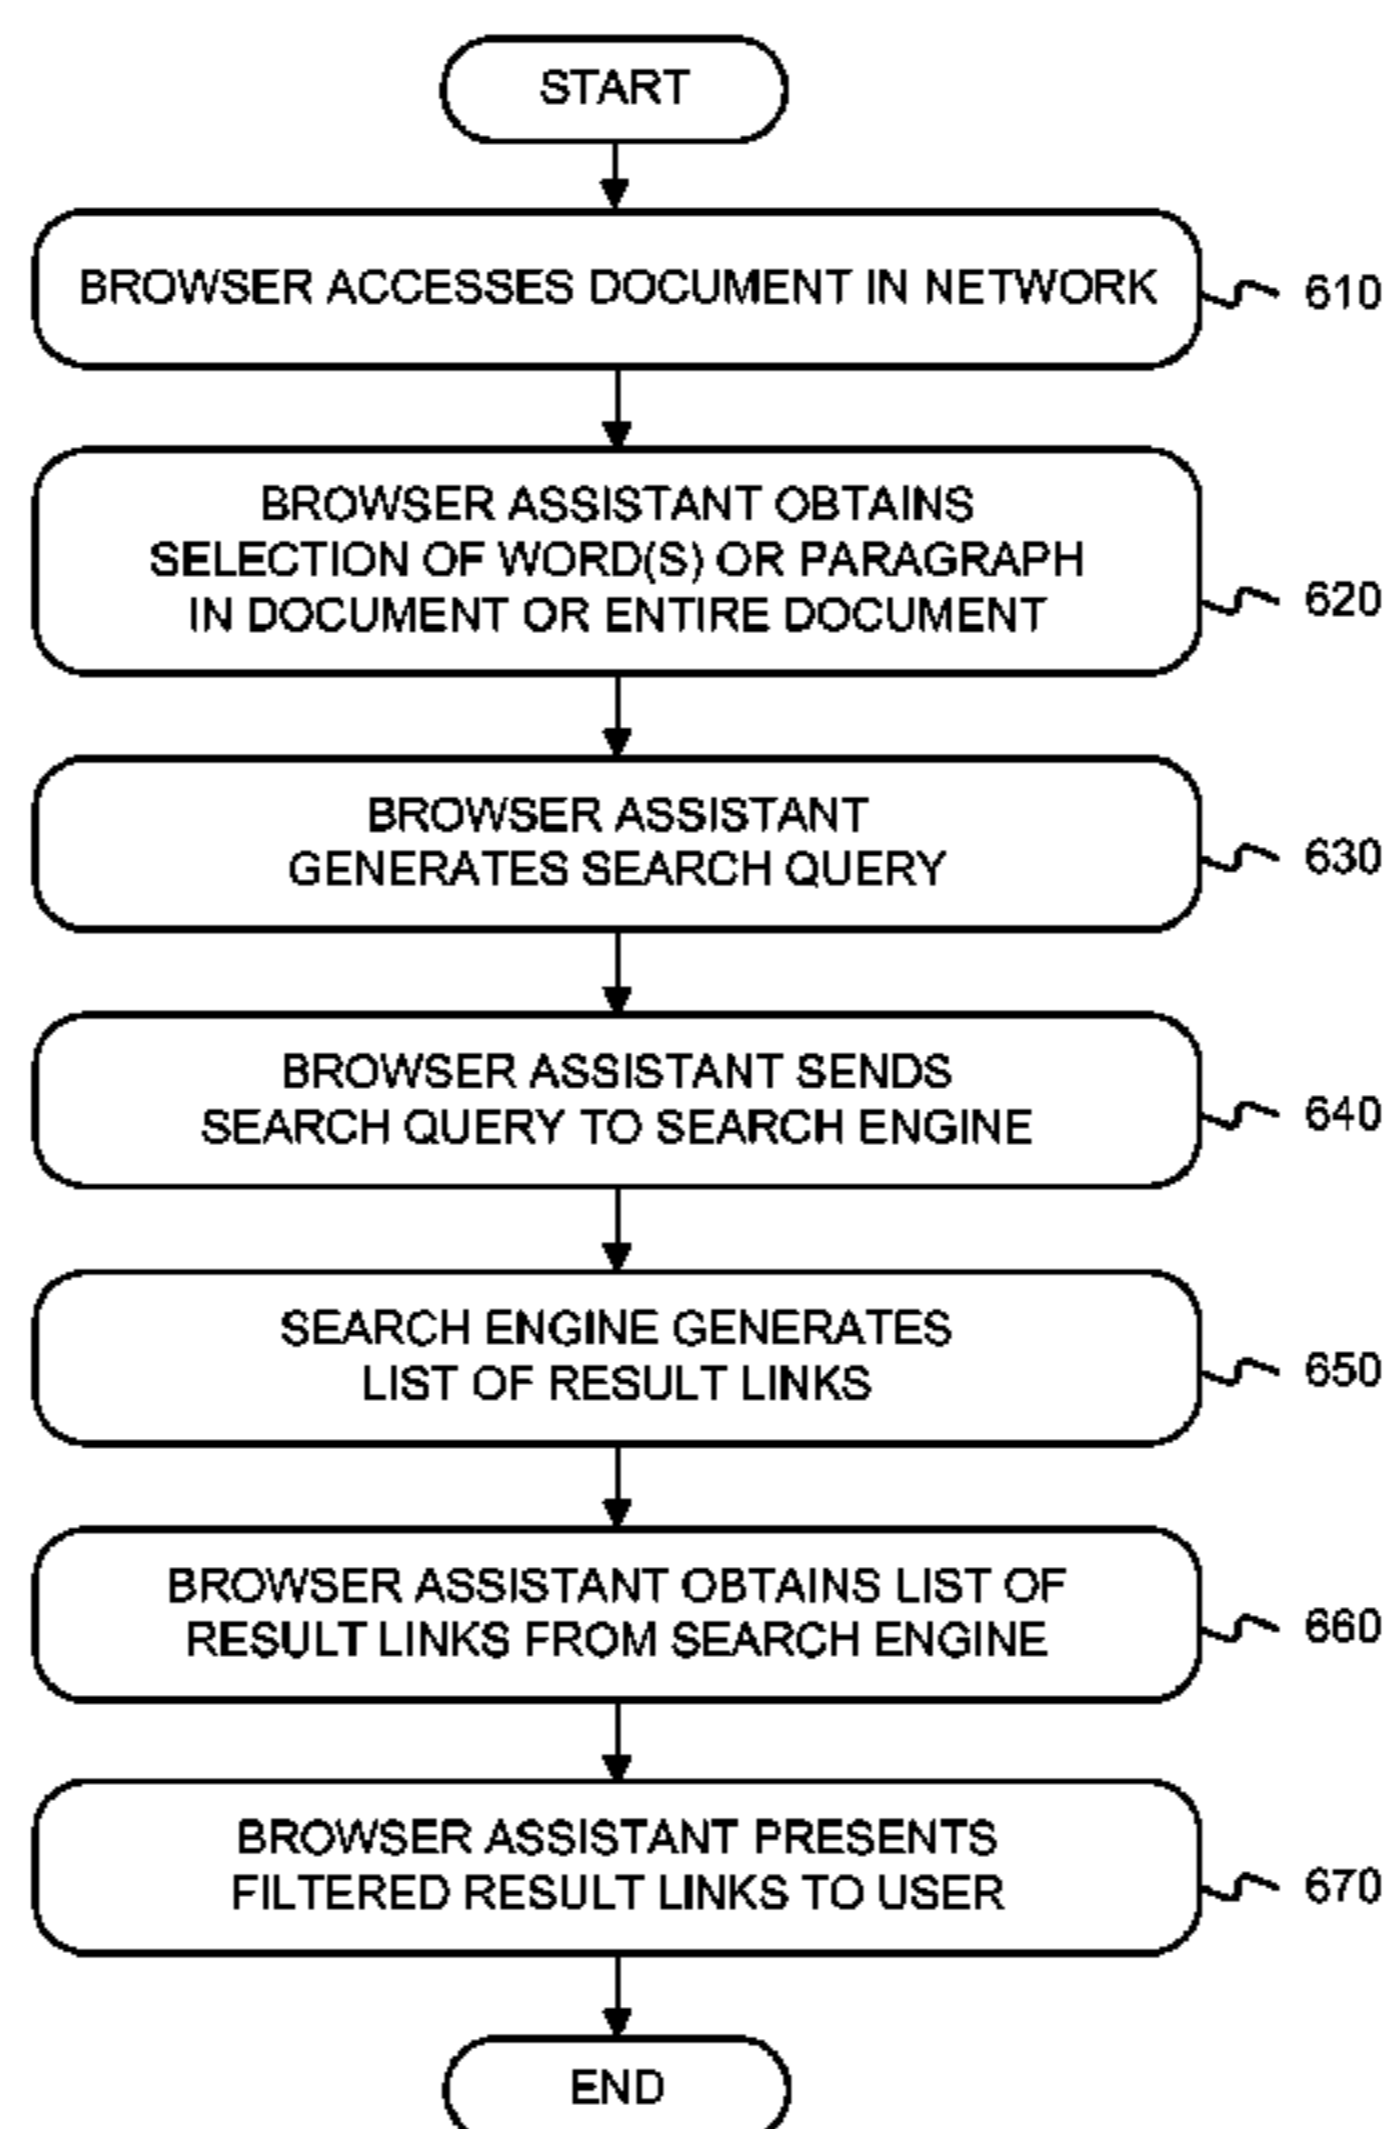 START
BROWSER ACCESSES DOCUMENT IN NETWORK
610
BROWSER ASSISTANT OBTAINS
SELECTION OF WORD(S) OR PARAGRAPH
IN DOCUMENT OR ENTIRE DOCUMENT
620
BROWSER ASSISTANT
GENERATES SEARCH QUERY
630
BROWSER ASSISTANT SENDS
SEARCH QUERY TO SEARCH ENGINE
640
SEARCH ENGINE GENERATES
LIST OF RESULT LINKS
650
BROWSER ASSISTANT OBTAINS LIST OF
RESULT LINKS FROM SEARCH ENGINE
660
BROWSER ASSISTANT PRESENTS
FILTERED RESULT LINKS TO USER
670
END